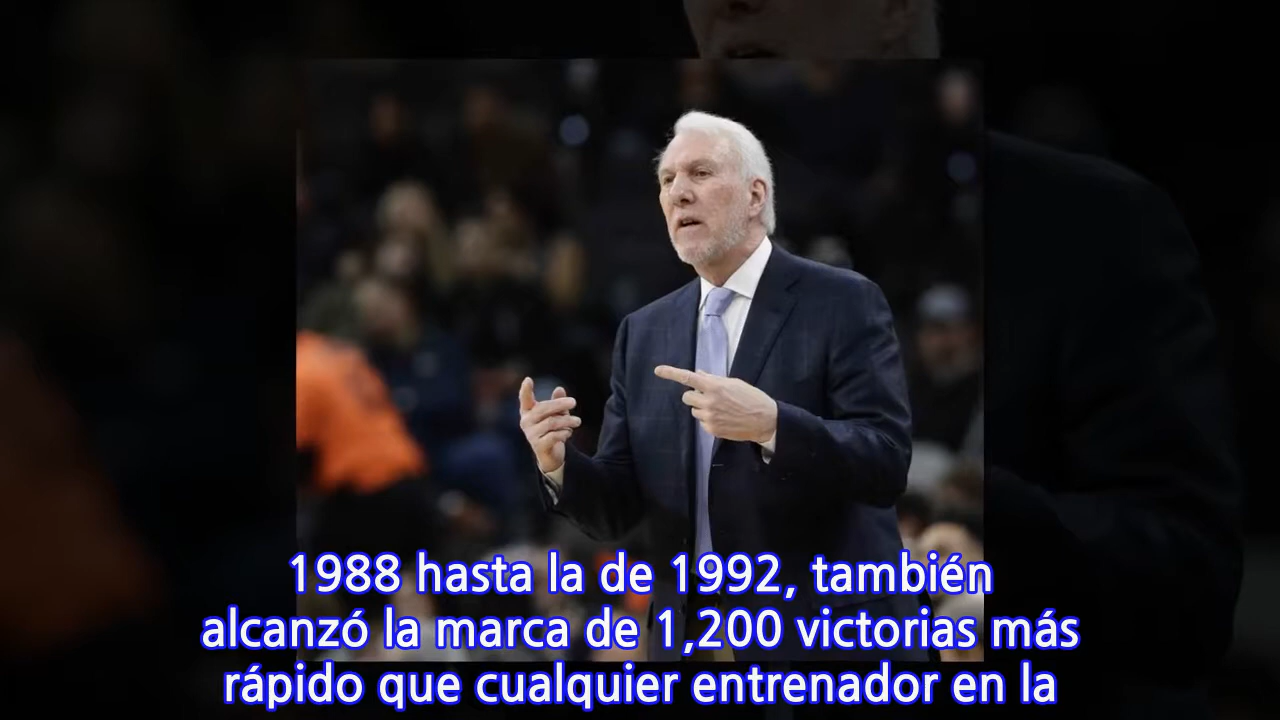 1988 hasta la de 1992, también
alcanzó la marca de 1,200 victorias más
rápido que cualquier entrenador en la